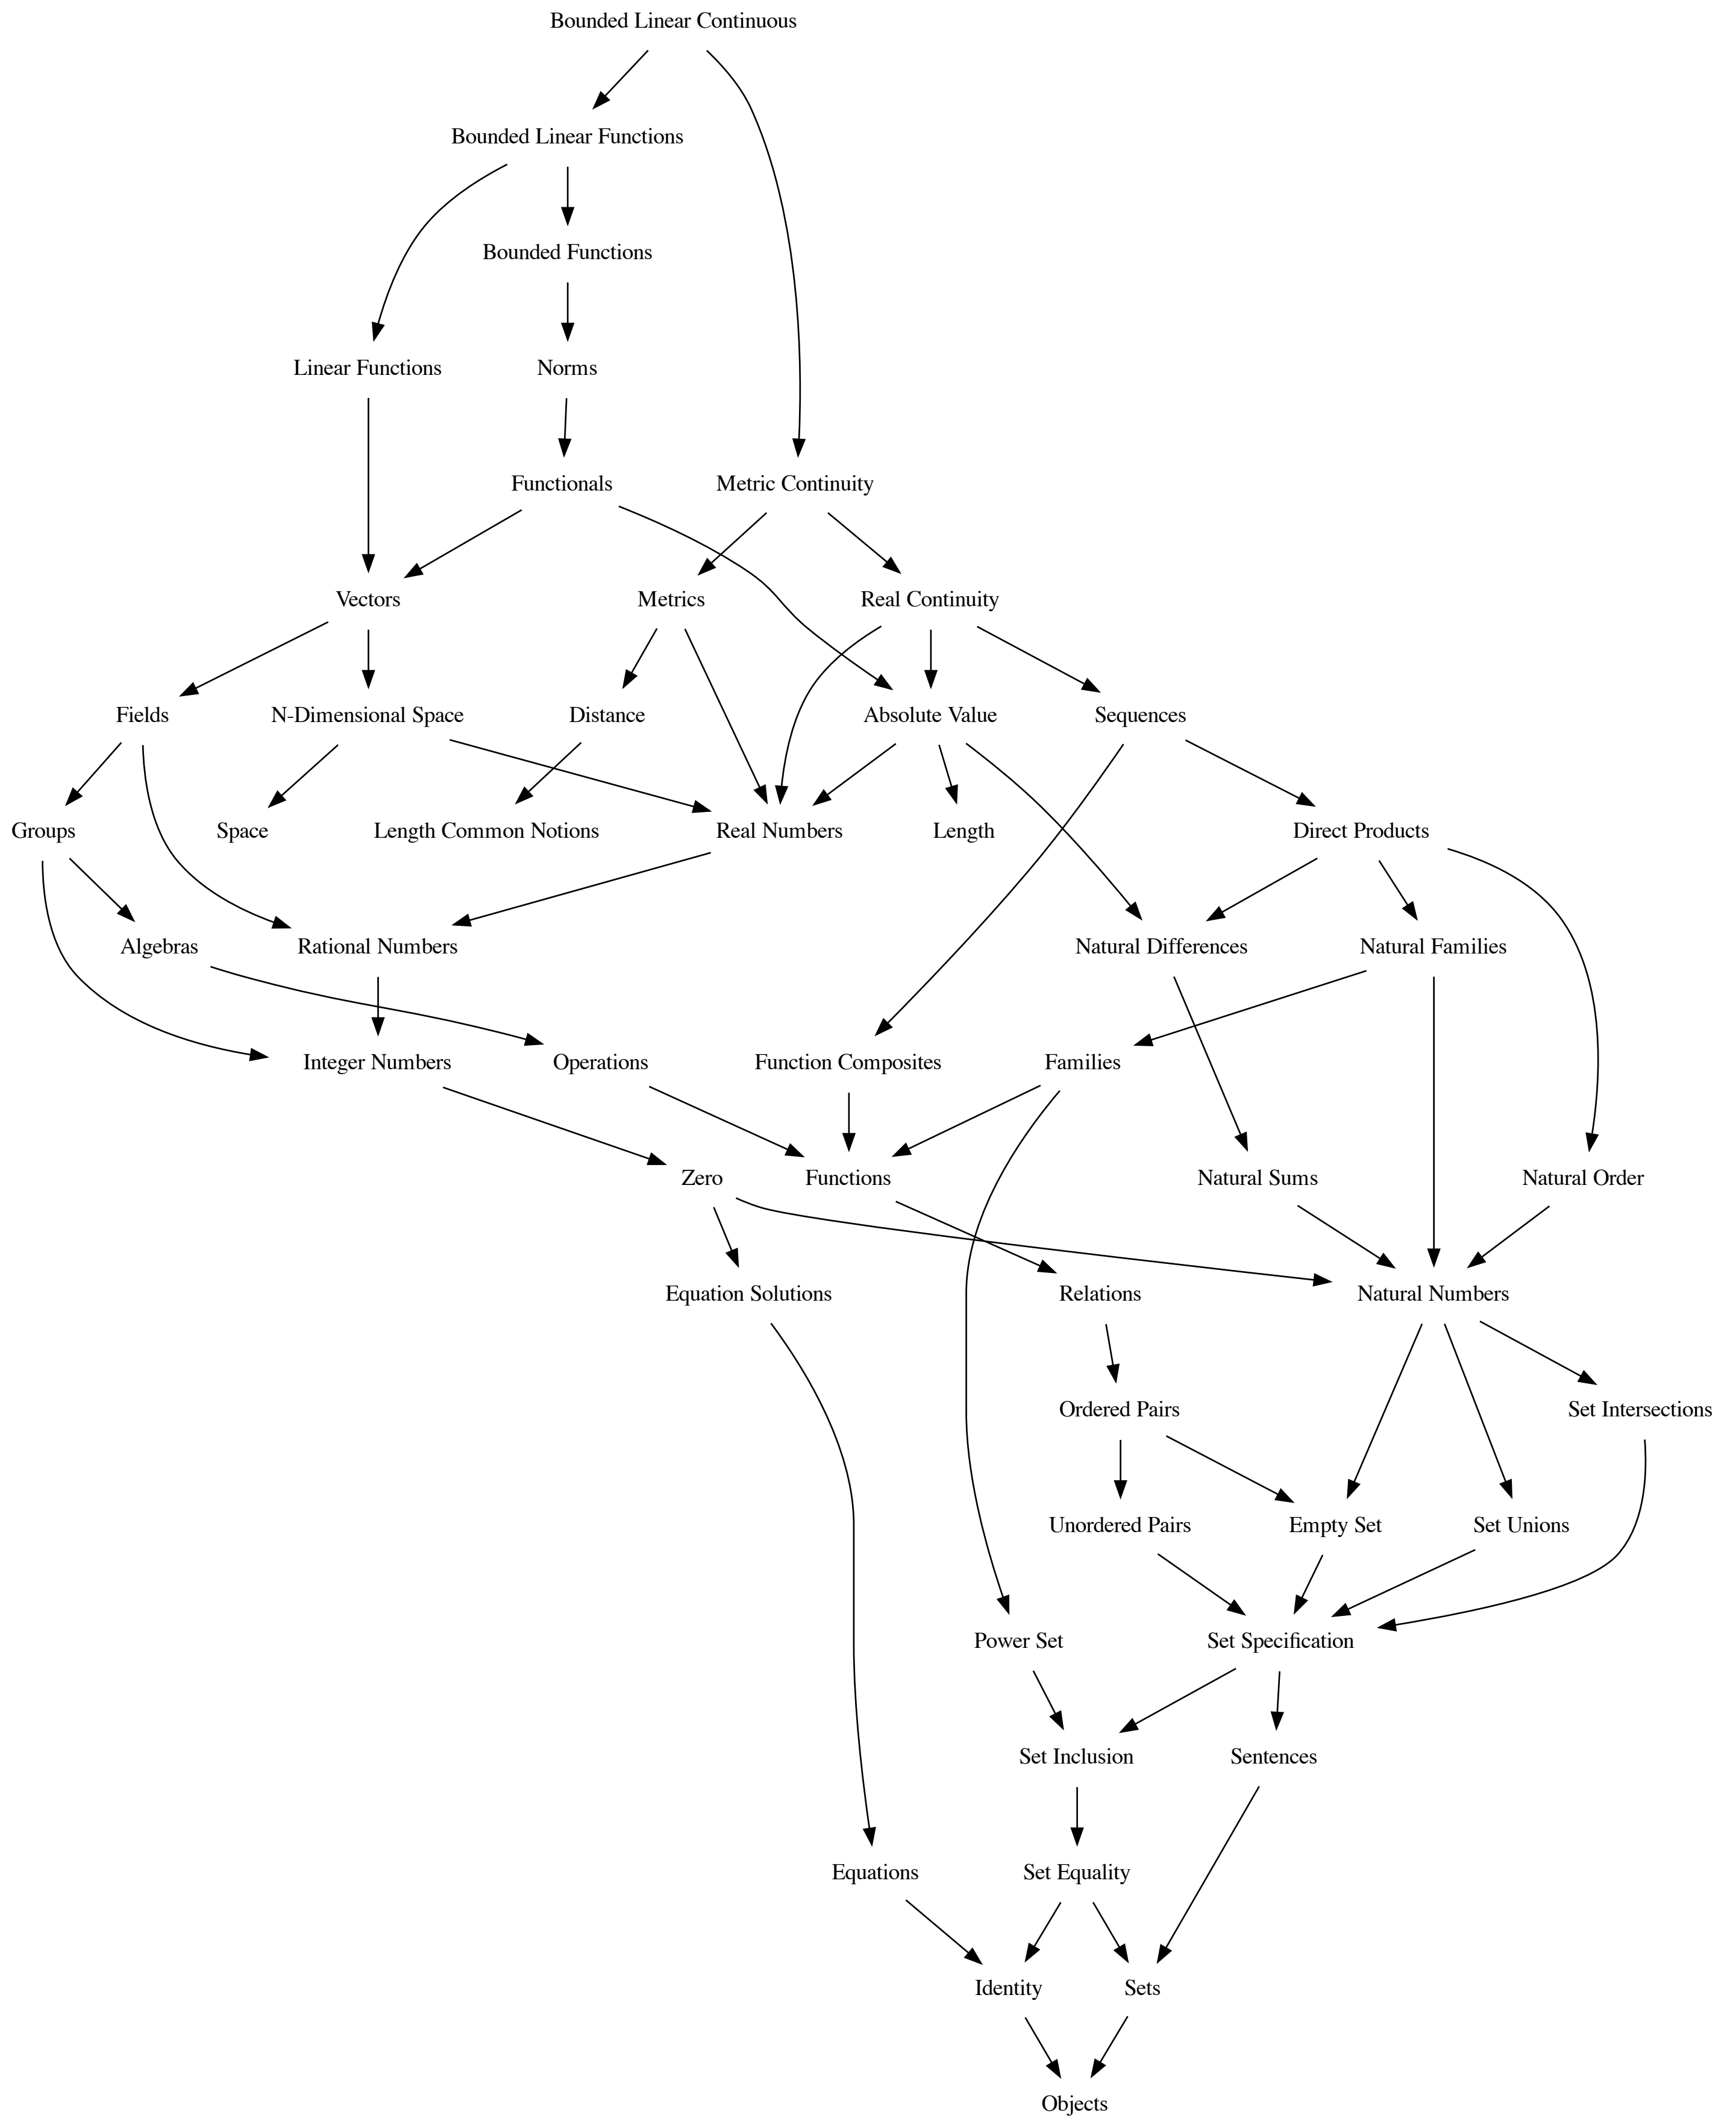 Bounded Linear Continuous
Bounded Linear Functions
Bounded Functions
Linear Functions
Norms
Functionals
Metric Continuity
Vectors
Metrics
Real Continuity
Fields
N-Dimensional Space
Distance
Absolute Value
Sequences
Groups
Space
Length Common Notions
Real Numbers
Length
Direct Products
Algebras
Rational Numbers
Natural Differences
Natural Families
Integer Numbers
Operations
Function Composites
Families
Zero
Functions
Natural Sums
Natural Order
Equation Solutions
Relations
Natural Numbers
Ordered Pairs
Set Intersections
Unordered Pairs
Empty Set
Set Unions
Power Set
Set Specification
Set Inclusion
Sentences
Equations
Set Equality
Identity
Sets
Objects